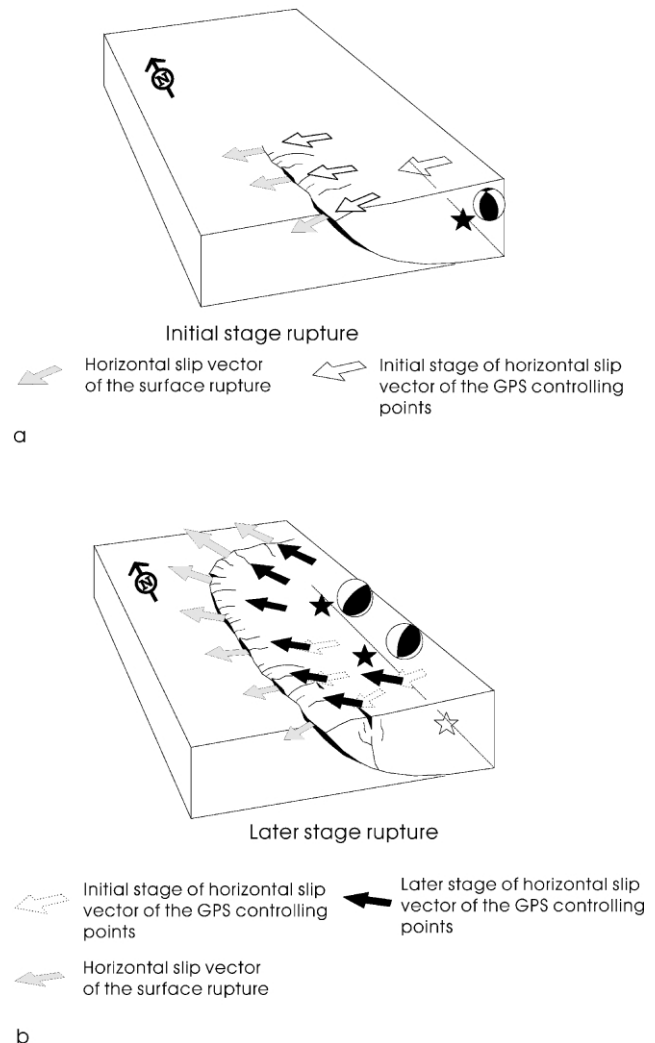 N
Initial stage rupture
Horizontal slip vector
of the surface rupture
Initial stage of horizontal slip
vector of the GPS controlling
points
a
N
Later stage rupture
Initial stage of horizontal slip
vector of the GPS controlling
points
Later stage of horizontal slip
vector of the GPS controlling
points
Horizontal slip vector
of the surface rupture
b